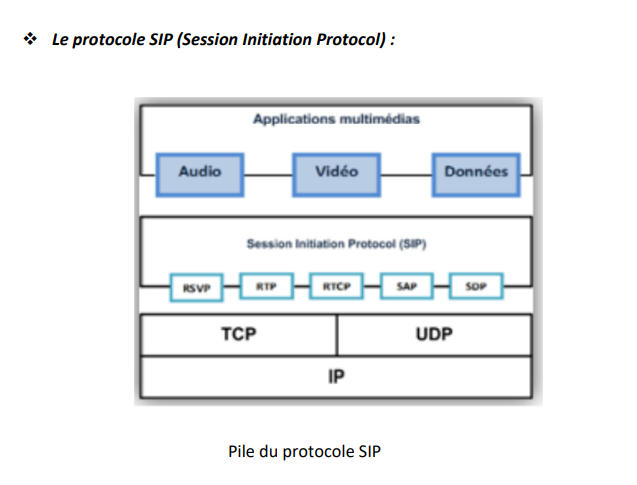 ❖ Le protocole SIP (Session Initiation Protocol) :
Applications multimédias
Audio Vidéo Données
Session Initiation Protocol (SIP)
RSVP RTP RTCP SAP SDP
TCP UDP
IP
Pile du protocole SIP